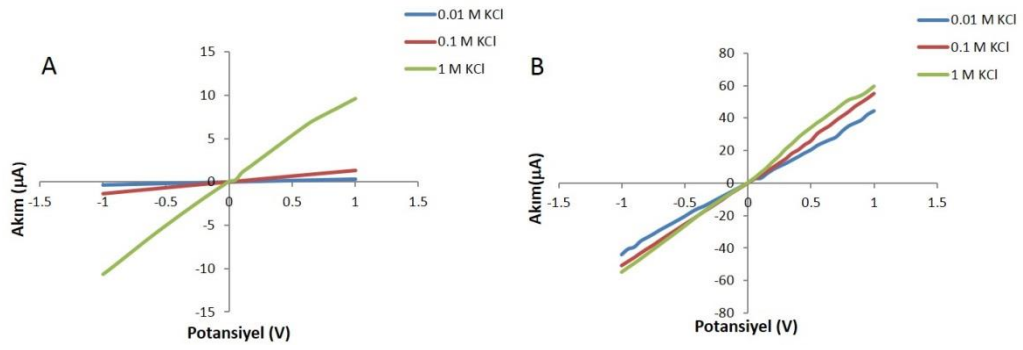 A
0.01 M KCl
0.1 M KCl
1 M KCl
15
10
5
0
-5
-10
-15
-1.5
-1
-0.5
0
0.5
1
1.5
Akım (µA)
Potansiyel (V)
B
0.01 M KCl
0.1 M KCl
1 M KCl
80
60
40
20
0
-20
-40
-60
-80
-1.5
-1
-0.5
0
0.5
1
1.5
Akım(µA)
Potansiyel (V)